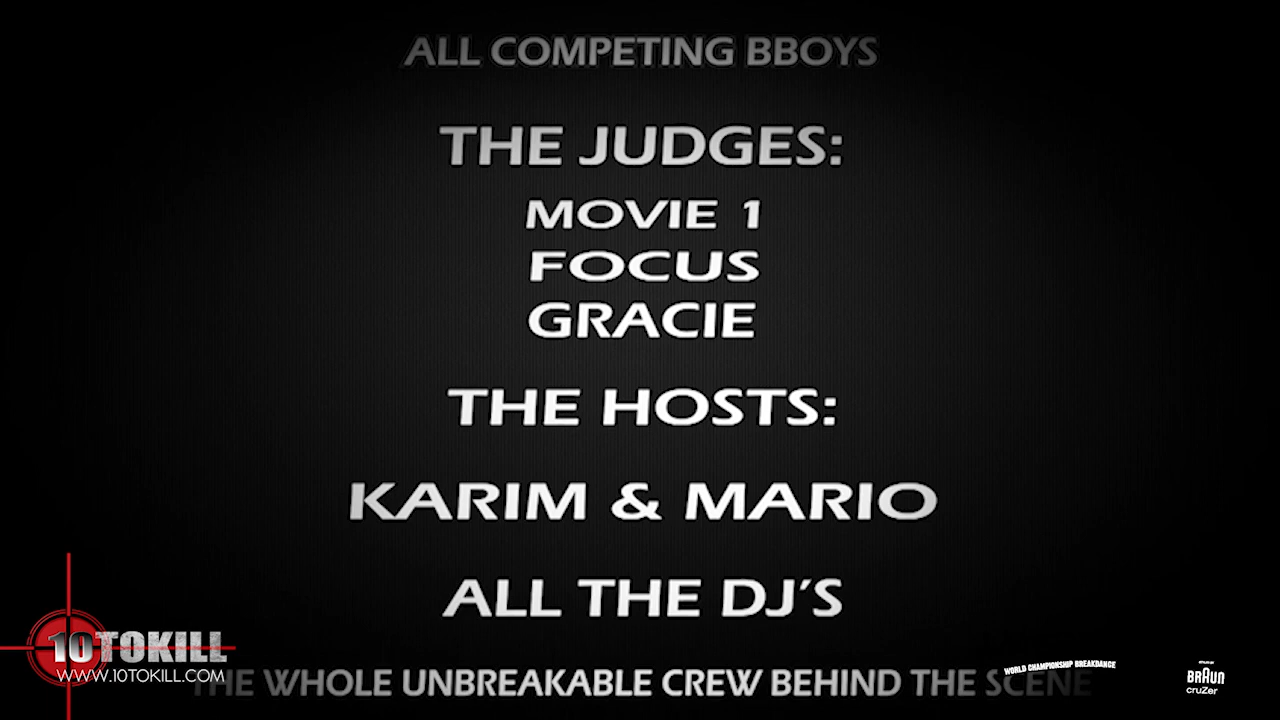 ALL COMPETING BBOYS
THE JUDGES:
MOVIE 1
FOCUS
GRACIE
THE HOSTS:
KARIM & MARIO
ALL THE DJ'S
THE WHOLE UNBREAKABLE CREW BEHIND THE SCENE
10TOKILL
WWW.10TOKILL.COM
WORLD CHAMPIONSHIP BREAKDANCE
BRAUN
cruZer